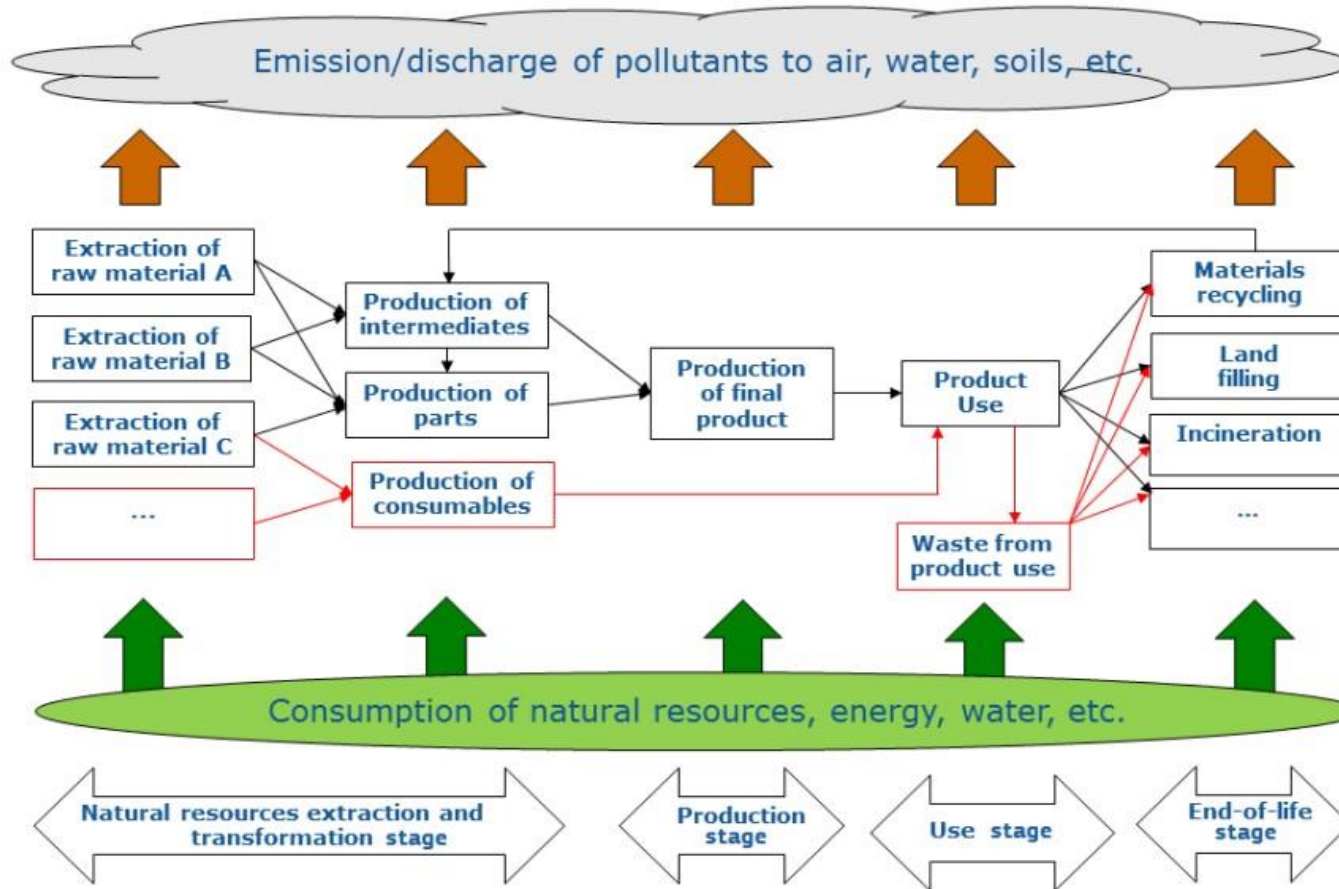 Emission/discharge of pollutants to air, water, soils, etc.
Extraction of
raw material A
Extraction of
raw material B
Extraction of
raw material C
...
Production of
intermediates
Production of
parts
Production of
consumables
Production
of final
product
Product
Use
Waste from
product use
Materials
recycling
Land
filling
Incineration
...
Consumption of natural resources, energy, water, etc.
Natural resources extraction and
transformation stage
Production
stage
Use stage
End-of-life
stage